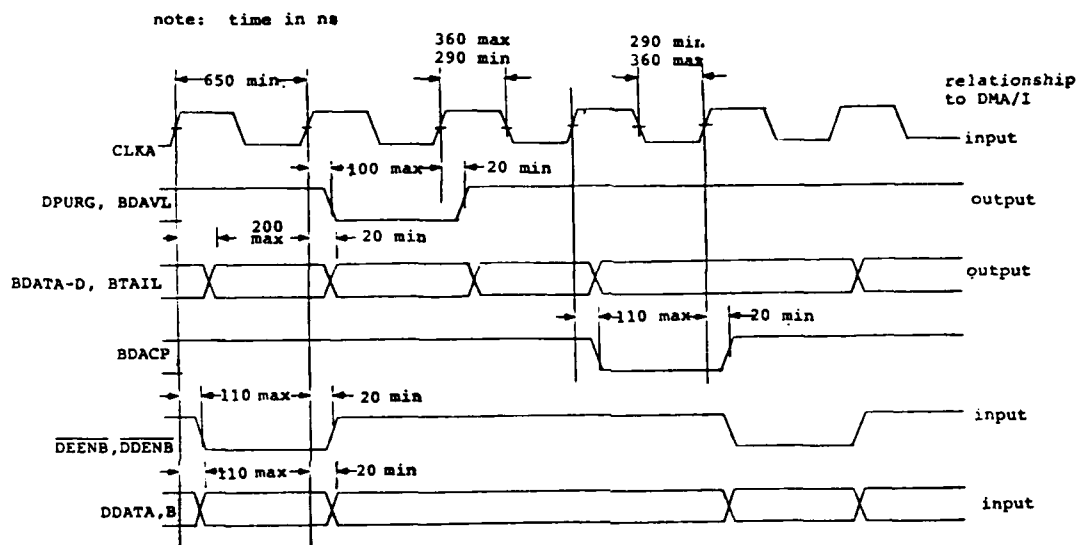 note: time in ns
360 max
290 min
290 min.
360 max
650 min
relationship
to DMA/I
CLKA
input
100 max
20 min
DPURG, BDAVL
output
200
max
20 min
BDATA-D, BTAIL
output
110 max
20 min
BDACP
110 max
20 min
input
DEENB, DDENB
110 max
20 min
DDATA,B
input